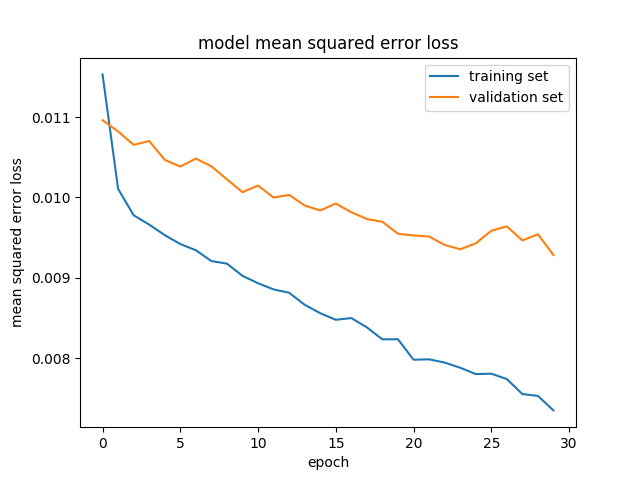 model mean squared error loss
training set
validation set
0.011
0.010
0.009
0.008
mean squared error loss
0 5 10 15 20 25 30
epoch